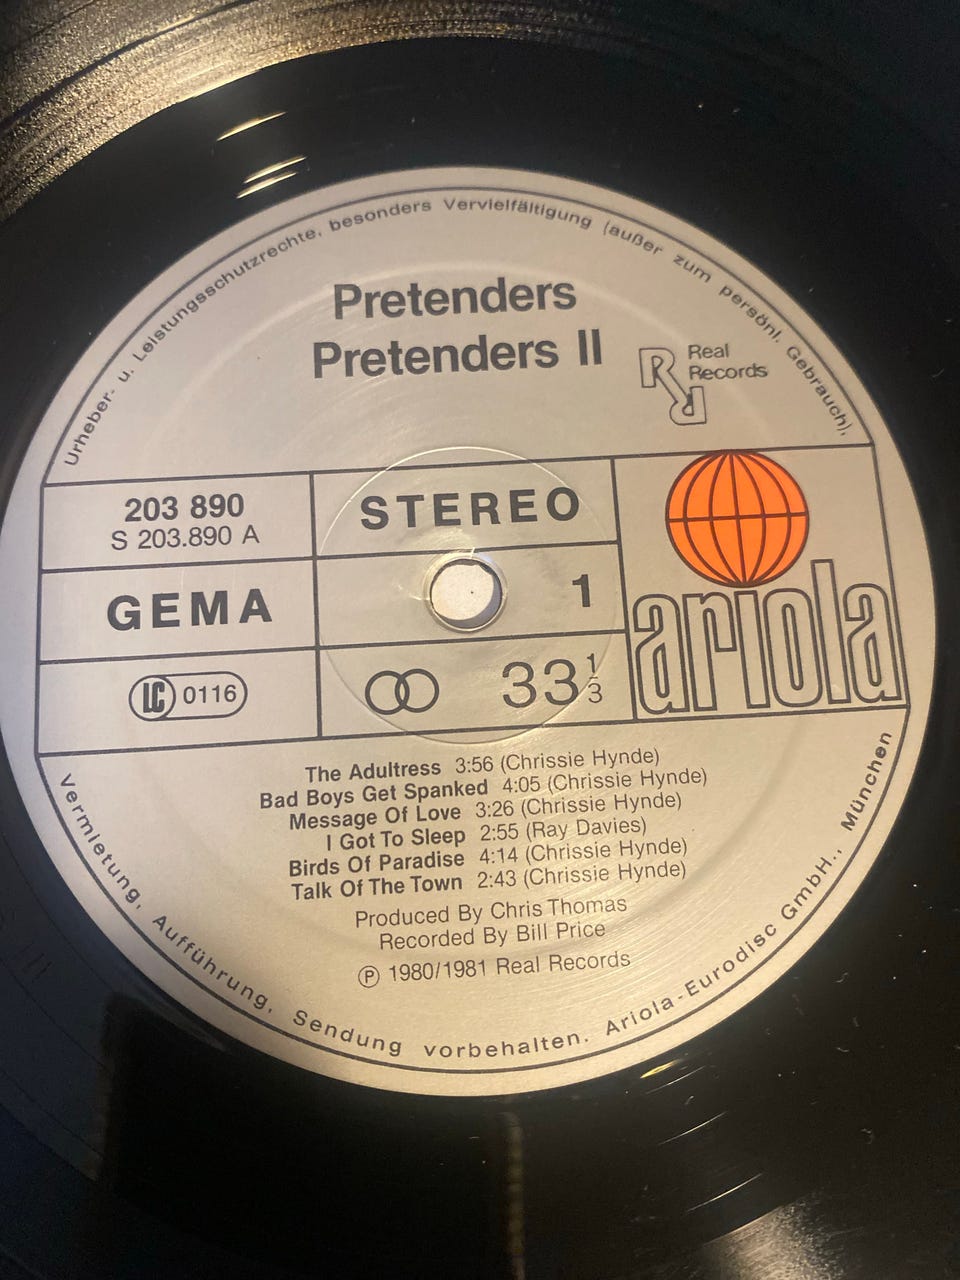 Urheber- u. Leistungsschutzrechte, besonders Vervielfältigung (außer zum persönl. Gebrauch),
Pretenders
Pretenders II
Real
Records
203 890
S 203.890 A
STEREO
GEMA
1
ariola
LC 0116
33 1/3
The Adultress 3:56 (Chrissie Hynde)
Bad Boys Get Spanked 4:05 (Chrissie Hynde)
Message Of Love 3:26 (Chrissie Hynde)
I Got To Sleep 2:55 (Ray Davies)
Birds Of Paradise 4:14 (Chrissie Hynde)
Talk Of The Town 2:43 (Chrissie Hynde)
Produced By Chris Thomas
Recorded By Bill Price
℗ 1980/1981 Real Records
Vermietung, Aufführung, Sendung vorbehalten. Ariola-Eurodisc GmbH., München